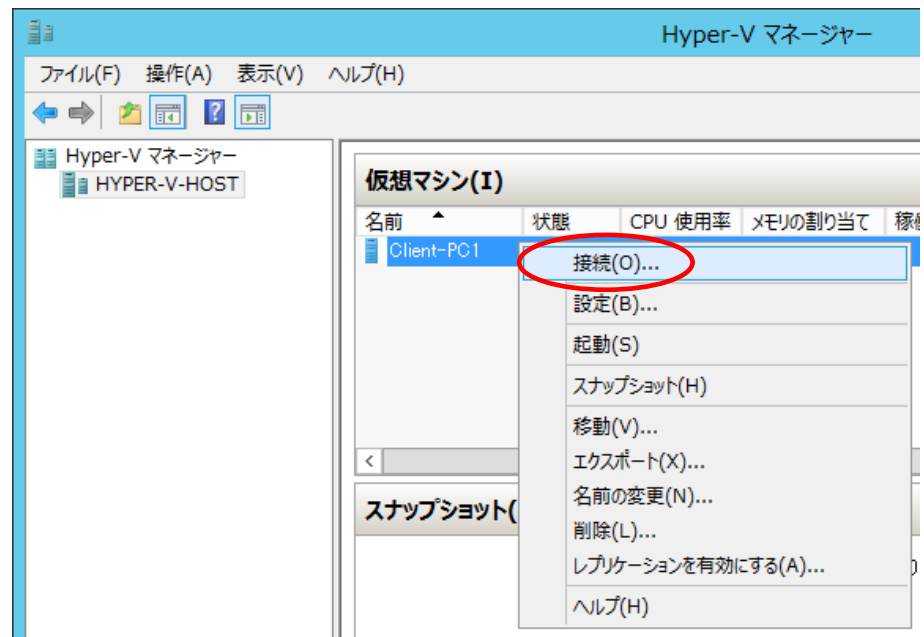 Hyper-V マネージャー
ファイル(F) 操作(A) 表示(V) ヘルプ(H)
Hyper-V マネージャー
HYPER-V-HOST
仮想マシン(I)
名前 状態 CPU 使用率 メモリの割り当て
Client-PC1
接続(O)...
設定(B)...
起動(S)
スナップショット(H)
移動(V)...
エクスポート(X)...
名前の変更(N)...
削除(L)...
レプリケーションを有効にする(A)...
ヘルプ(H)
スナップショット(